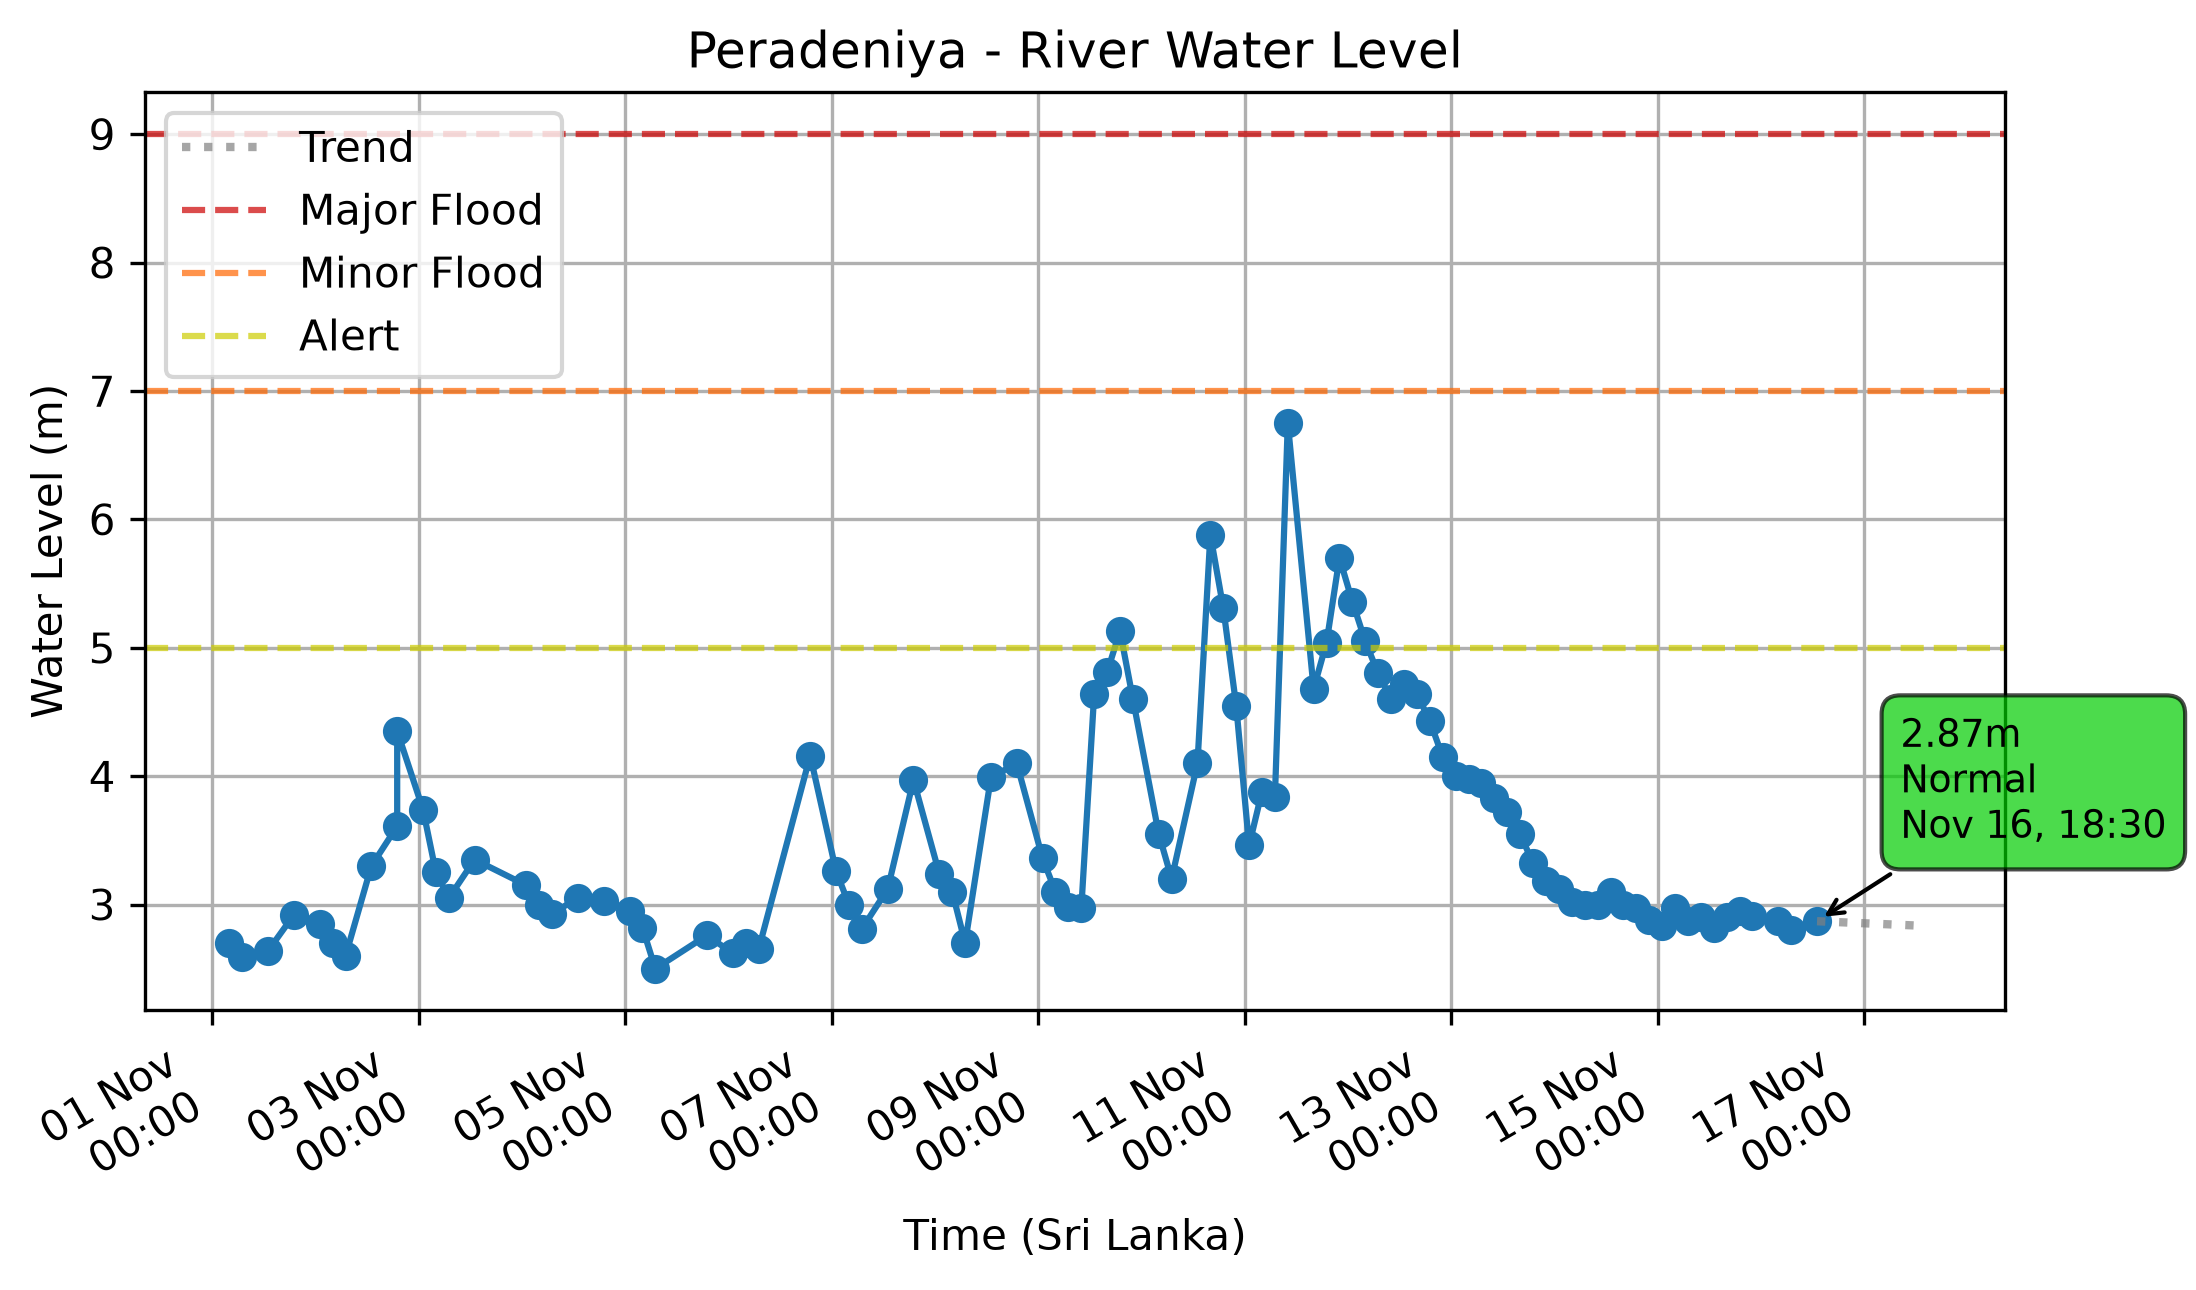 Peradeniya - River Water Level
Trend
Major Flood
Minor Flood
Alert
9
8
7
6
5
4
3
Water Level (m)
2.87m
Normal
Nov 16, 18:30
01 Nov
00:00
03 Nov
00:00
05 Nov
00:00
07 Nov
00:00
09 Nov
00:00
11 Nov
00:00
13 Nov
00:00
15 Nov
00:00
17 Nov
00:00
Time (Sri Lanka)